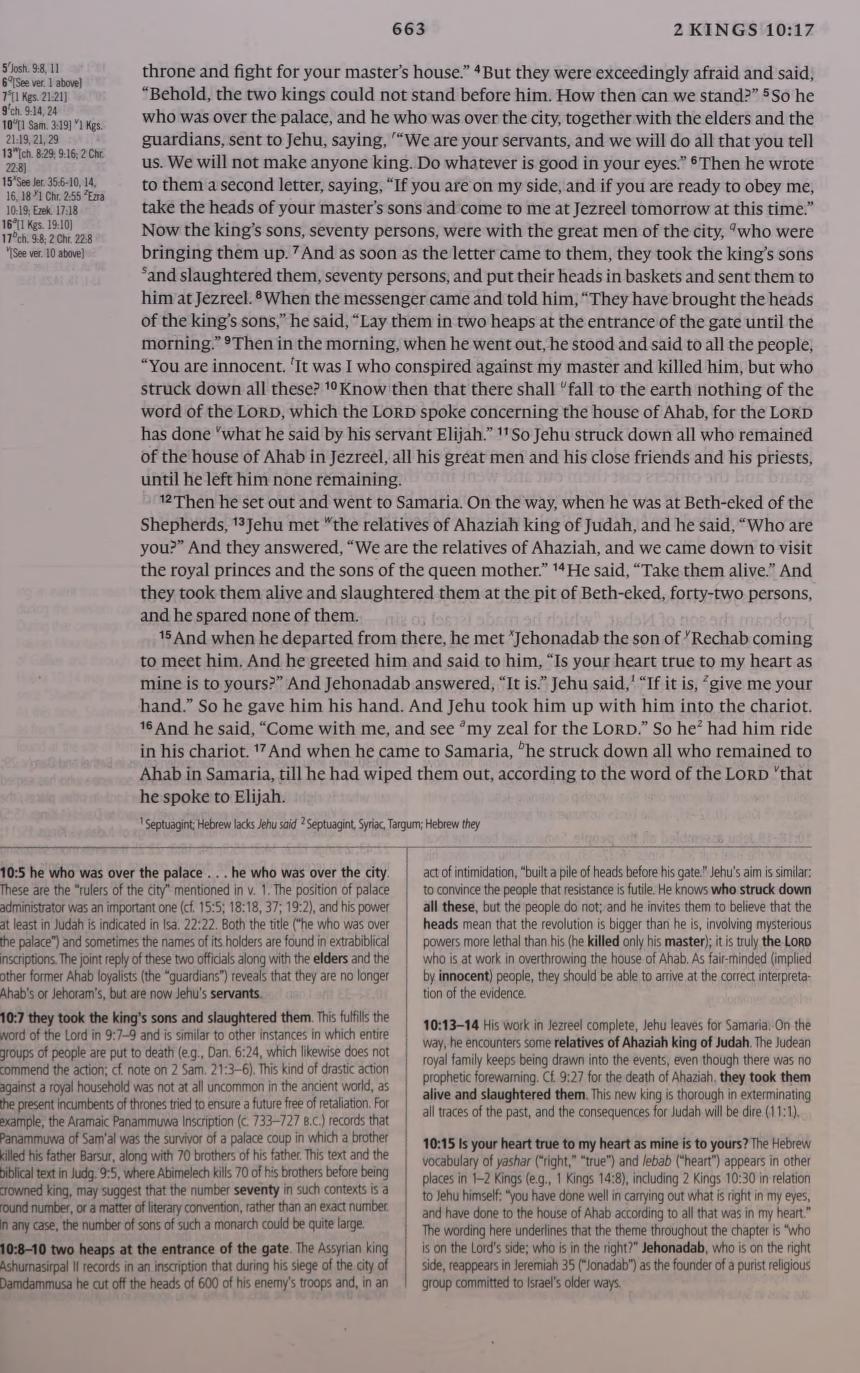 663
2 KINGS 10:17
5ʳJosh. 9:8, 11
6ᵠ[See ver. 1 above]
7ˢ[1 Kgs. 21:21]
9ᵗch. 9:14, 24
10ᵘ[1 Sam. 3:19] ᵛ1 Kgs.
21:19, 21, 29
13ʷ[ch. 8:29; 9:16; 2 Chr.
22:8]
15ˣSee Jer. 35:6-10, 14,
16, 18 ʸ1 Chr. 2:55 ᶻEzra
10:19; Ezek. 17:18
16ᵃ[1 Kgs. 19:10]
17ᵇch. 9:8; 2 Chr. 22:8
ᵛ[See ver. 10 above]
throne and fight for your master's house.” ⁴But they were exceedingly afraid and said,
“Behold, the two kings could not stand before him. How then can we stand?” ⁵So he
who was over the palace, and he who was over the city, together with the elders and the
guardians, sent to Jehu, saying, ʳ“We are your servants, and we will do all that you tell
us. We will not make anyone king. Do whatever is good in your eyes.” ⁶Then he wrote
to them a second letter, saying, “If you are on my side, and if you are ready to obey me,
take the heads of your master's sons and come to me at Jezreel tomorrow at this time.”
Now the king's sons, seventy persons, were with the great men of the city, ᵠwho were
bringing them up. ⁷And as soon as the letter came to them, they took the king's sons
ˢand slaughtered them, seventy persons, and put their heads in baskets and sent them to
him at Jezreel. ⁸When the messenger came and told him, “They have brought the heads
of the king's sons,” he said, “Lay them in two heaps at the entrance of the gate until the
morning.” ⁹Then in the morning, when he went out, he stood and said to all the people,
“You are innocent. ᵗIt was I who conspired against my master and killed him, but who
struck down all these? ¹⁰Know then that there shall ᵘfall to the earth nothing of the
word of the LORD, which the LORD spoke concerning the house of Ahab, for the LORD
has done ᵛwhat he said by his servant Elijah.” ¹¹So Jehu struck down all who remained
of the house of Ahab in Jezreel, all his great men and his close friends and his priests,
until he left him none remaining.
¹²Then he set out and went to Samaria. On the way, when he was at Beth-eked of the
Shepherds, ¹³Jehu met ʷthe relatives of Ahaziah king of Judah, and he said, “Who are
you?” And they answered, “We are the relatives of Ahaziah, and we came down to visit
the royal princes and the sons of the queen mother.” ¹⁴He said, “Take them alive.” And
they took them alive and slaughtered them at the pit of Beth-eked, forty-two persons,
and he spared none of them.
¹⁵And when he departed from there, he met ˣJehonadab the son of ʸRechab coming
to meet him. And he greeted him and said to him, “Is your heart true to my heart as
mine is to yours?” And Jehonadab answered, “It is.” Jehu said,¹ “If it is, ᶻgive me your
hand.” So he gave him his hand. And Jehu took him up with him into the chariot.
¹⁶And he said, “Come with me, and see ᵃmy zeal for the LORD.” So he² had him ride
in his chariot. ¹⁷And when he came to Samaria, ᵇhe struck down all who remained to
Ahab in Samaria, till he had wiped them out, according to the word of the LORD ᵛthat
he spoke to Elijah.
¹ Septuagint; Hebrew lacks Jehu said ² Septuagint, Syriac, Targum; Hebrew they
10:5 he who was over the palace . . . he who was over the city.
These are the “rulers of the city” mentioned in v. 1. The position of palace
administrator was an important one (cf. 15:5; 18:18, 37; 19:2), and his power
at least in Judah is indicated in Isa. 22:22. Both the title (“he who was over
the palace”) and sometimes the names of its holders are found in extrabiblical
inscriptions. The joint reply of these two officials along with the elders and the
other former Ahab loyalists (the “guardians”) reveals that they are no longer
Ahab's or Jehoram's, but are now Jehu's servants.
10:7 they took the king's sons and slaughtered them. This fulfills the
word of the Lord in 9:7–9 and is similar to other instances in which entire
groups of people are put to death (e.g., Dan. 6:24, which likewise does not
commend the action; cf. note on 2 Sam. 21:3–6). This kind of drastic action
against a royal household was not at all uncommon in the ancient world, as
the present incumbents of thrones tried to ensure a future free of retaliation. For
example, the Aramaic Panammuwa Inscription (c. 733–727 B.C.) records that
Panammuwa of Sam'al was the survivor of a palace coup in which a brother
killed his father Barsur, along with 70 brothers of his father. This text and the
biblical text in Judg. 9:5, where Abimelech kills 70 of his brothers before being
crowned king, may suggest that the number seventy in such contexts is a
round number, or a matter of literary convention, rather than an exact number.
In any case, the number of sons of such a monarch could be quite large.
10:8–10 two heaps at the entrance of the gate. The Assyrian king
Ashurnasirpal II records in an inscription that during his siege of the city of
Damdammusa he cut off the heads of 600 of his enemy's troops and, in an
act of intimidation, “built a pile of heads before his gate.” Jehu's aim is similar:
to convince the people that resistance is futile. He knows who struck down
all these, but the people do not; and he invites them to believe that the
heads mean that the revolution is bigger than he is, involving mysterious
powers more lethal than his (he killed only his master); it is truly the LORD
who is at work in overthrowing the house of Ahab. As fair-minded (implied
by innocent) people, they should be able to arrive at the correct interpreta-
tion of the evidence.
10:13–14 His work in Jezreel complete, Jehu leaves for Samaria. On the
way, he encounters some relatives of Ahaziah king of Judah. The Judean
royal family keeps being drawn into the events, even though there was no
prophetic forewarning. Cf. 9:27 for the death of Ahaziah. they took them
alive and slaughtered them. This new king is thorough in exterminating
all traces of the past, and the consequences for Judah will be dire (11:1).
10:15 Is your heart true to my heart as mine is to yours? The Hebrew
vocabulary of yashar (“right,” “true”) and lebab (“heart”) appears in other
places in 1–2 Kings (e.g., 1 Kings 14:8), including 2 Kings 10:30 in relation
to Jehu himself: “you have done well in carrying out what is right in my eyes,
and have done to the house of Ahab according to all that was in my heart.”
The wording here underlines that the theme throughout the chapter is “who
is on the Lord's side; who is in the right?” Jehonadab, who is on the right
side, reappears in Jeremiah 35 (“Jonadab”) as the founder of a purist religious
group committed to Israel's older ways.